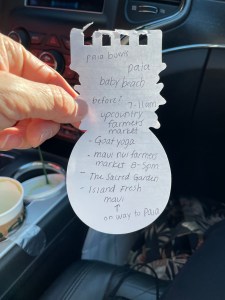 paia bowls
paia
baby beach
before? 7-11am
upcountry
farmers
market
- Goat yoga
- maui nui farmers
market 8-5pm
- The Sacred Garden
- Island Fresh
maui
↑
on way to Paia